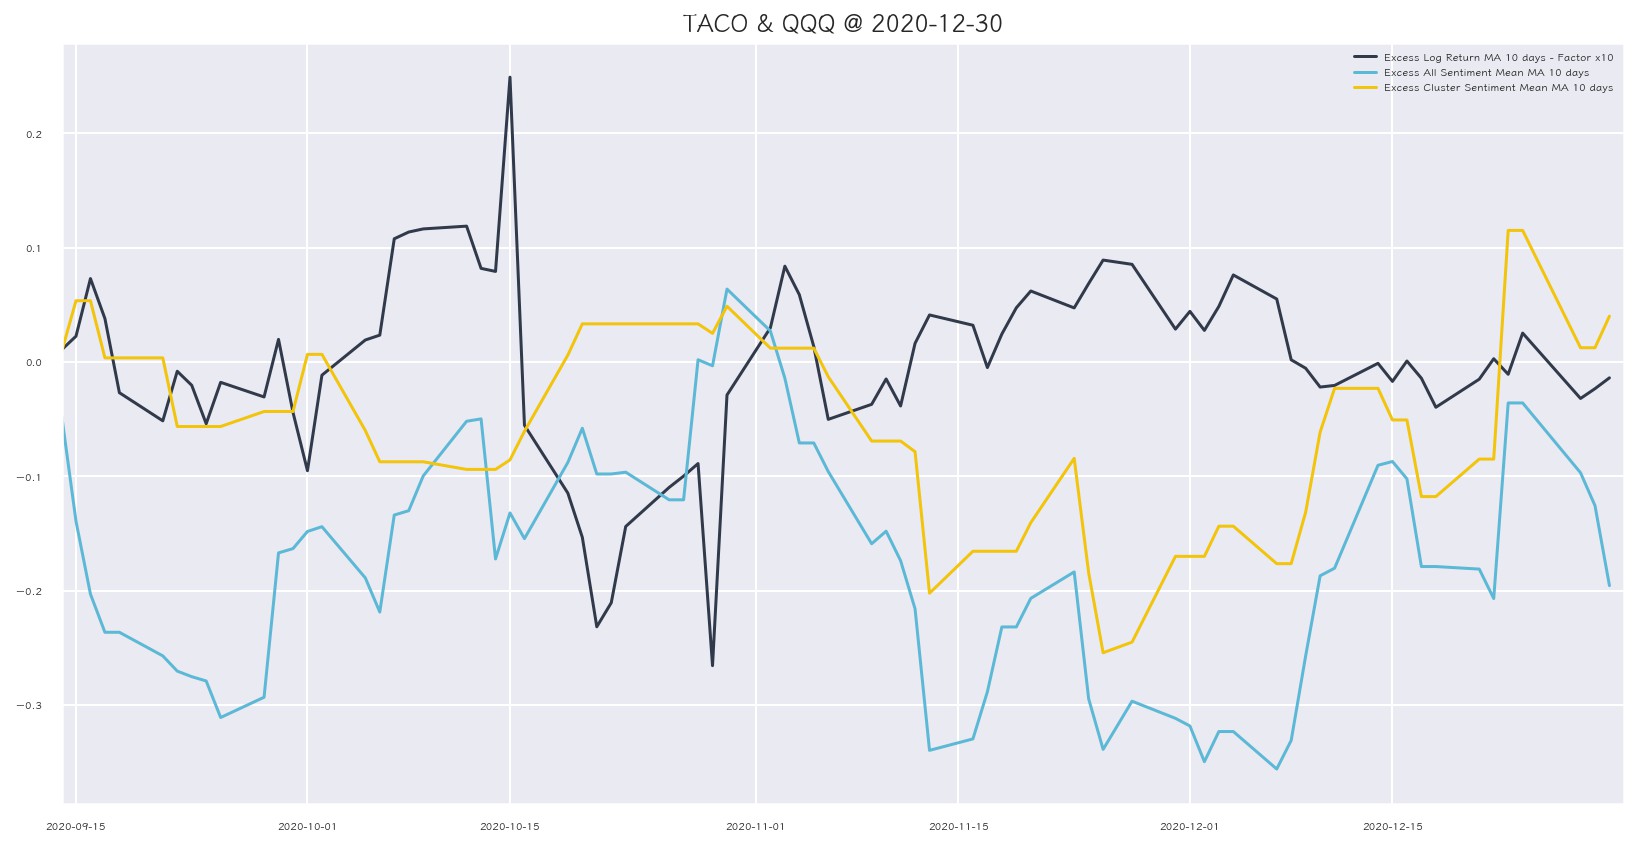 TACO & QQQ @ 2020-12-30
Excess Log Return MA 10 days - Factor x10
Excess All Sentiment Mean MA 10 days
Excess Cluster Sentiment Mean MA 10 days
0.2
0.1
0.0
−0.1
−0.2
−0.3
2020-09-15 2020-10-01 2020-10-15 2020-11-01 2020-11-15 2020-12-01 2020-12-15